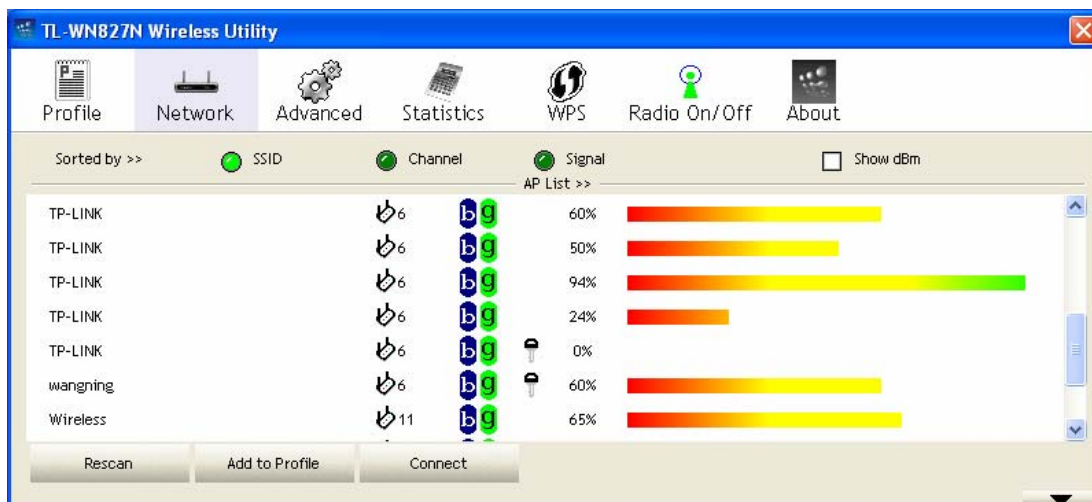 TL-WN827N Wireless Utility
Profile Network Advanced Statistics WPS Radio On/Off About
Sorted by >> SSID Channel Signal Show dBm
AP List >>
TP-LINK 6 b g 60%
TP-LINK 6 b g 50%
TP-LINK 6 b g 94%
TP-LINK 6 b g 24%
TP-LINK 6 b g 0%
wangning 6 b g 60%
Wireless 11 b g 65%
Rescan Add to Profile Connect